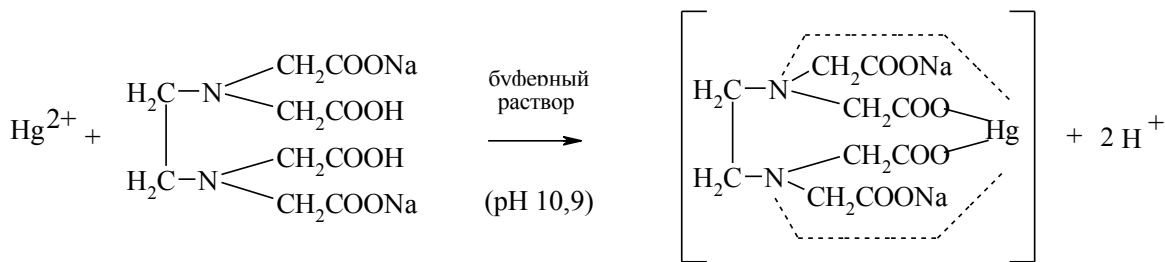 Hg2+ +
H2C–N
CH2COONa
CH2COOH
CH2COOH
H2C–N
CH2COONa
буферный
раствор
(pH 10,9)
H2C–N
CH2COONa
CH2COO
Hg
CH2COO
H2C–N
CH2COONa
+ 2 H+